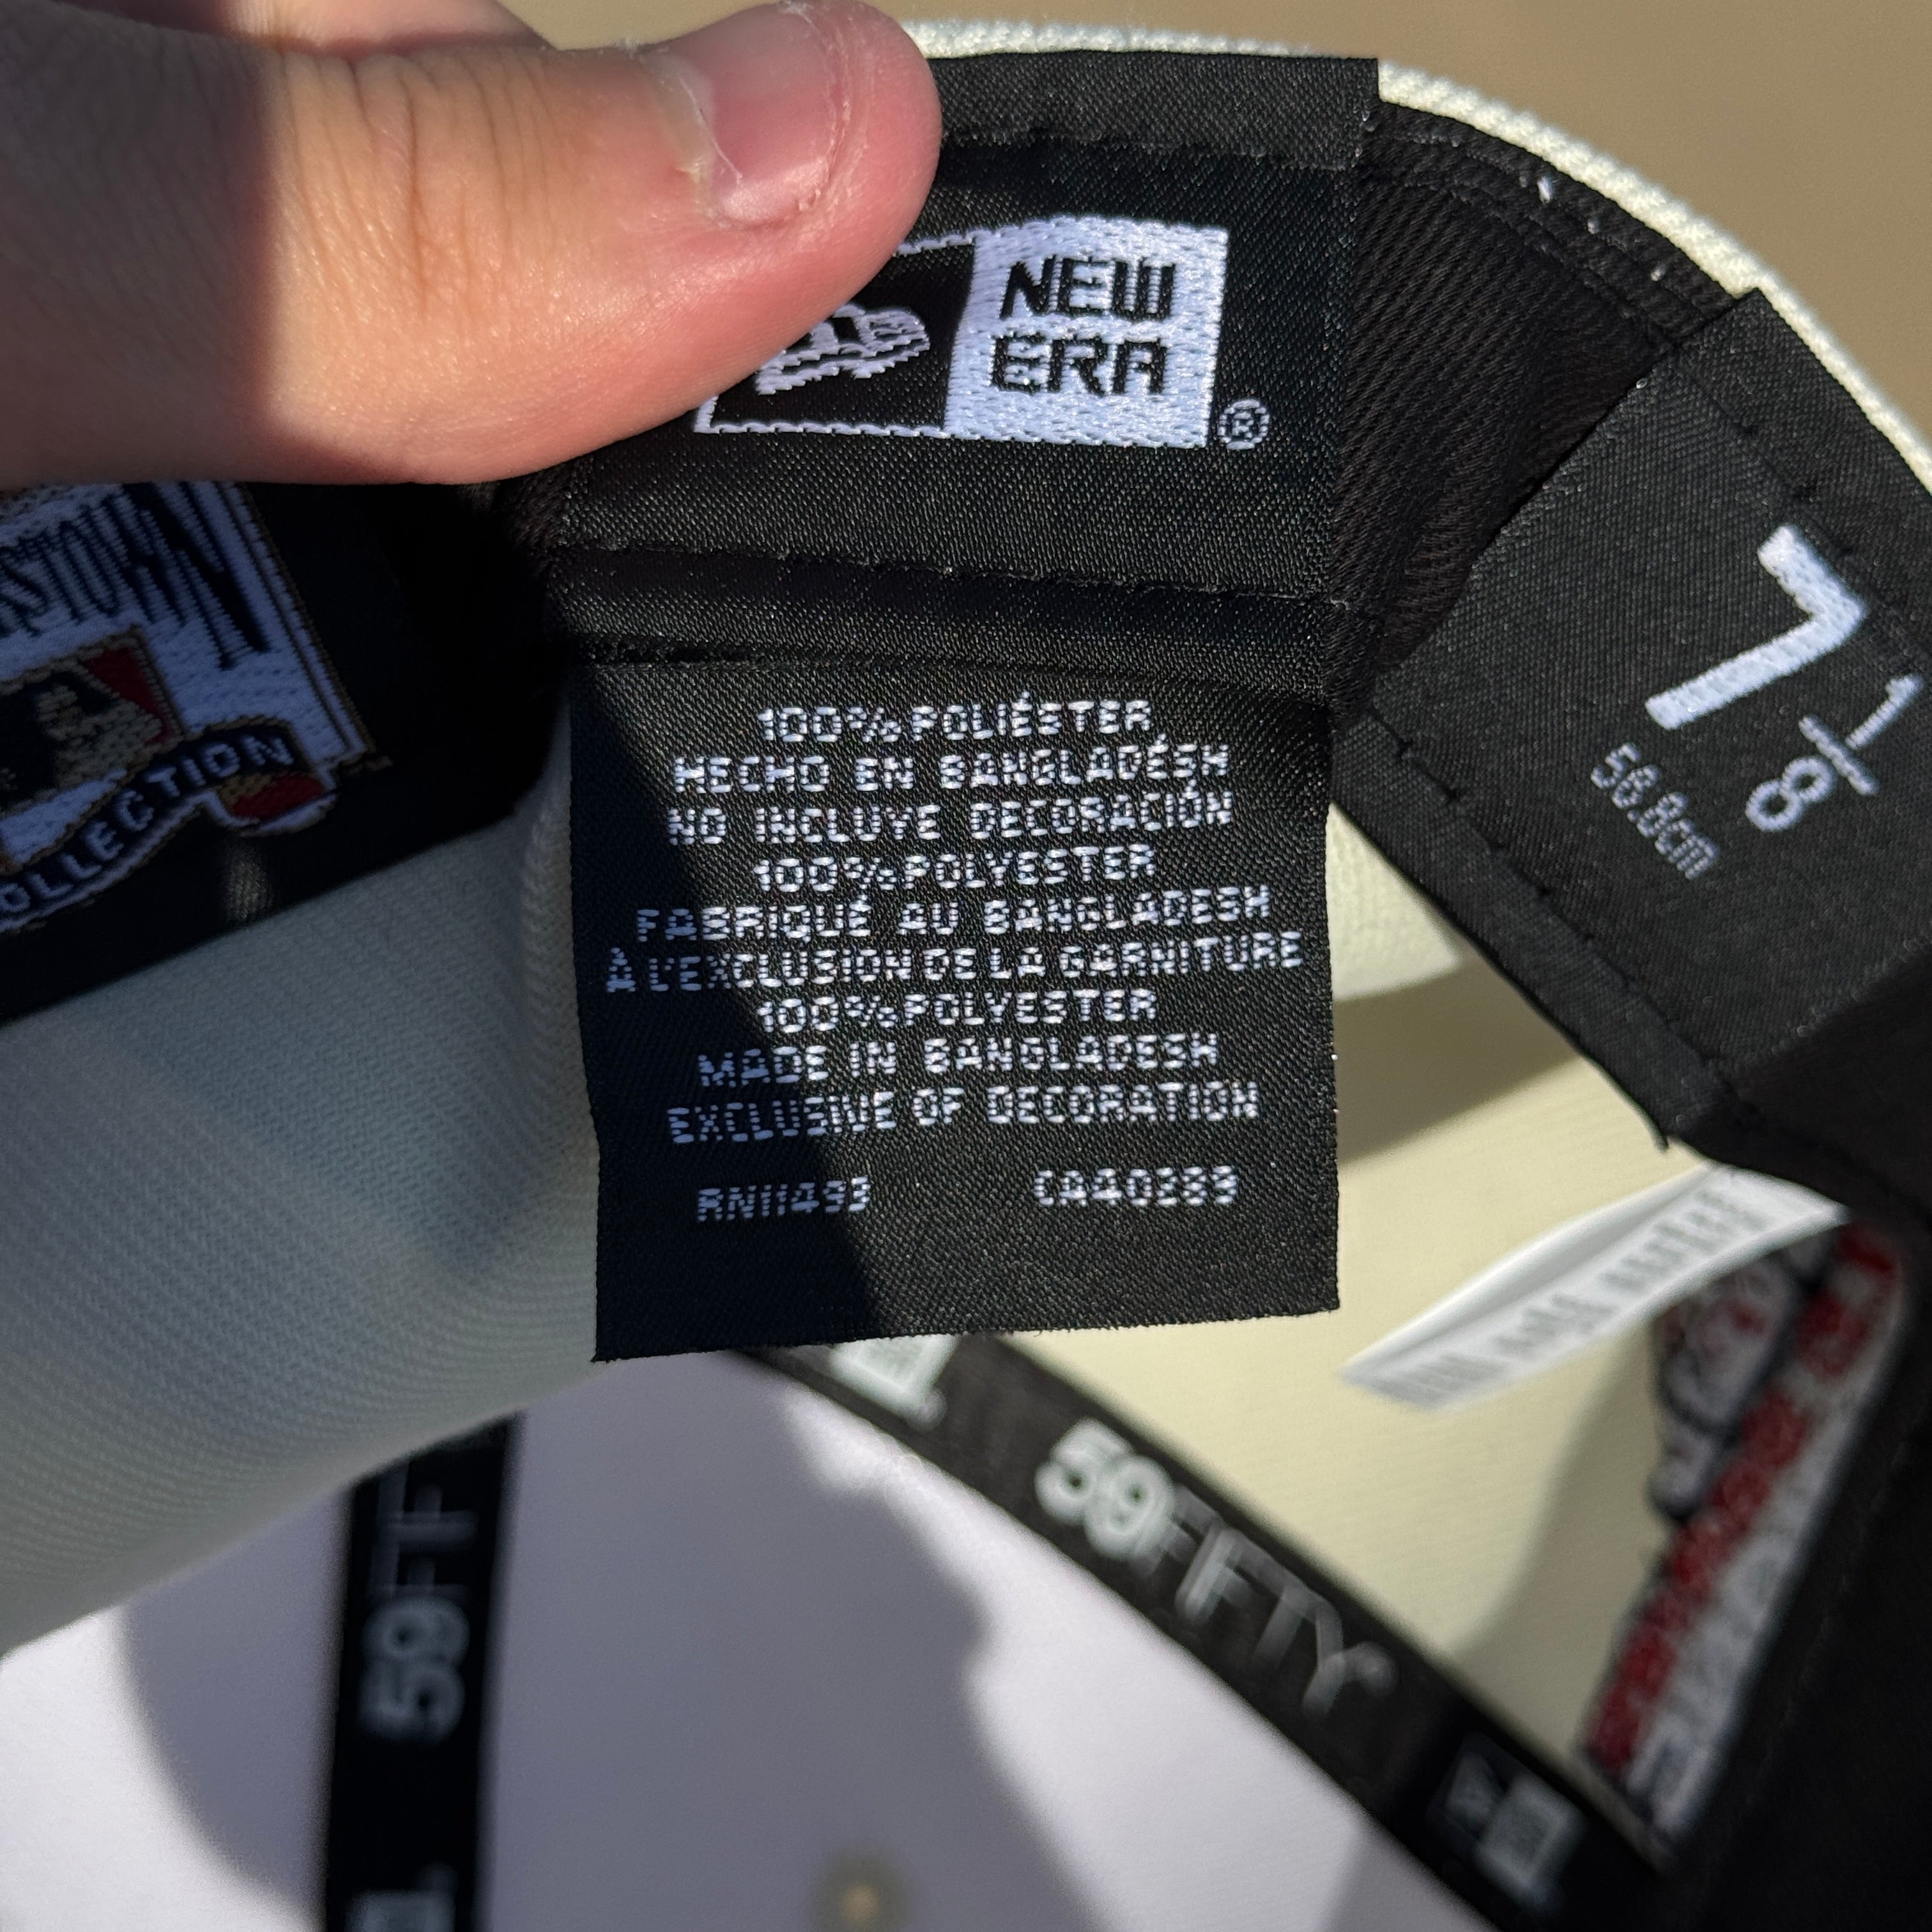 NEW
ERA
®
7 1/8
56.8cm
100% POLIÉSTER
HECHO EN BANGLADÉSH
NO INCLUYE DECORACIÓN
100% POLYESTER
FABRIQUÉ AU BANGLADESH
À L'EXCLUSION DE LA GARNITURE
100% POLYESTER
MADE IN BANGLADESH
EXCLUSIVE OF DECORATION
RN11493 CA40289
COLLECTION
59FIFTY
59FIFTY